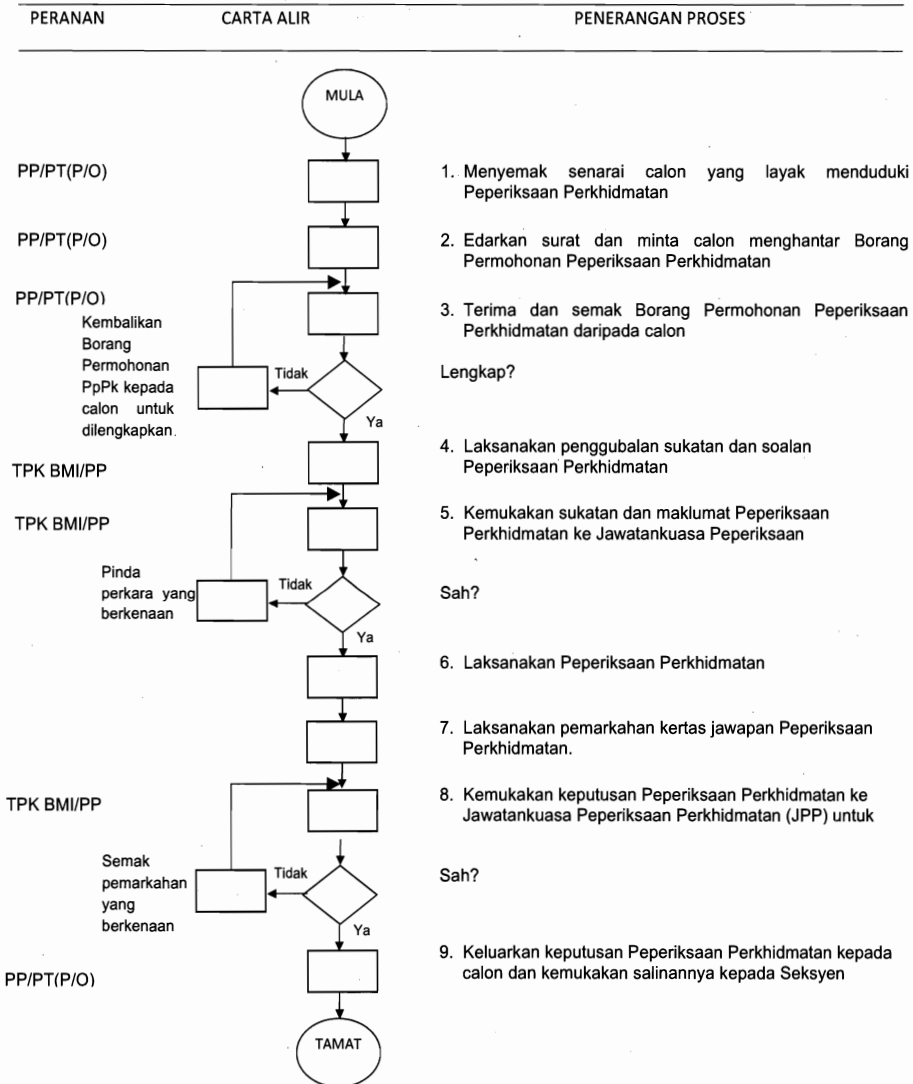 PERANAN CARTA ALIR PENERANGAN PROSES
MULA
PP/PT(P/O)
1. Menyemak senarai calon yang layak menduduki
Peperiksaan Perkhidmatan
PP/PT(P/O)
2. Edarkan surat dan minta calon menghantar Borang
Permohonan Peperiksaan Perkhidmatan
PP/PT(P/O)
3. Terima dan semak Borang Permohonan Peperiksaan
Perkhidmatan daripada calon
Kembalikan
Borang
Permohonan
PpPk kepada
calon untuk
dilengkapkan.
Tidak
Lengkap?
Ya
TPK BMI/PP
4. Laksanakan penggubalan sukatan dan soalan
Peperiksaan Perkhidmatan
TPK BMI/PP
5. Kemukakan sukatan dan maklumat Peperiksaan
Perkhidmatan ke Jawatankuasa Peperiksaan
Pinda
perkara yang
berkenaan
Tidak
Sah?
Ya
6. Laksanakan Peperiksaan Perkhidmatan
7. Laksanakan pemarkahan kertas jawapan Peperiksaan
Perkhidmatan.
TPK BMI/PP
8. Kemukakan keputusan Peperiksaan Perkhidmatan ke
Jawatankuasa Peperiksaan Perkhidmatan (JPP) untuk
Semak
pemarkahan
yang
berkenaan
Tidak
Sah?
Ya
PP/PT(P/O)
9. Keluarkan keputusan Peperiksaan Perkhidmatan kepada
calon dan kemukakan salinannya kepada Seksyen
TAMAT